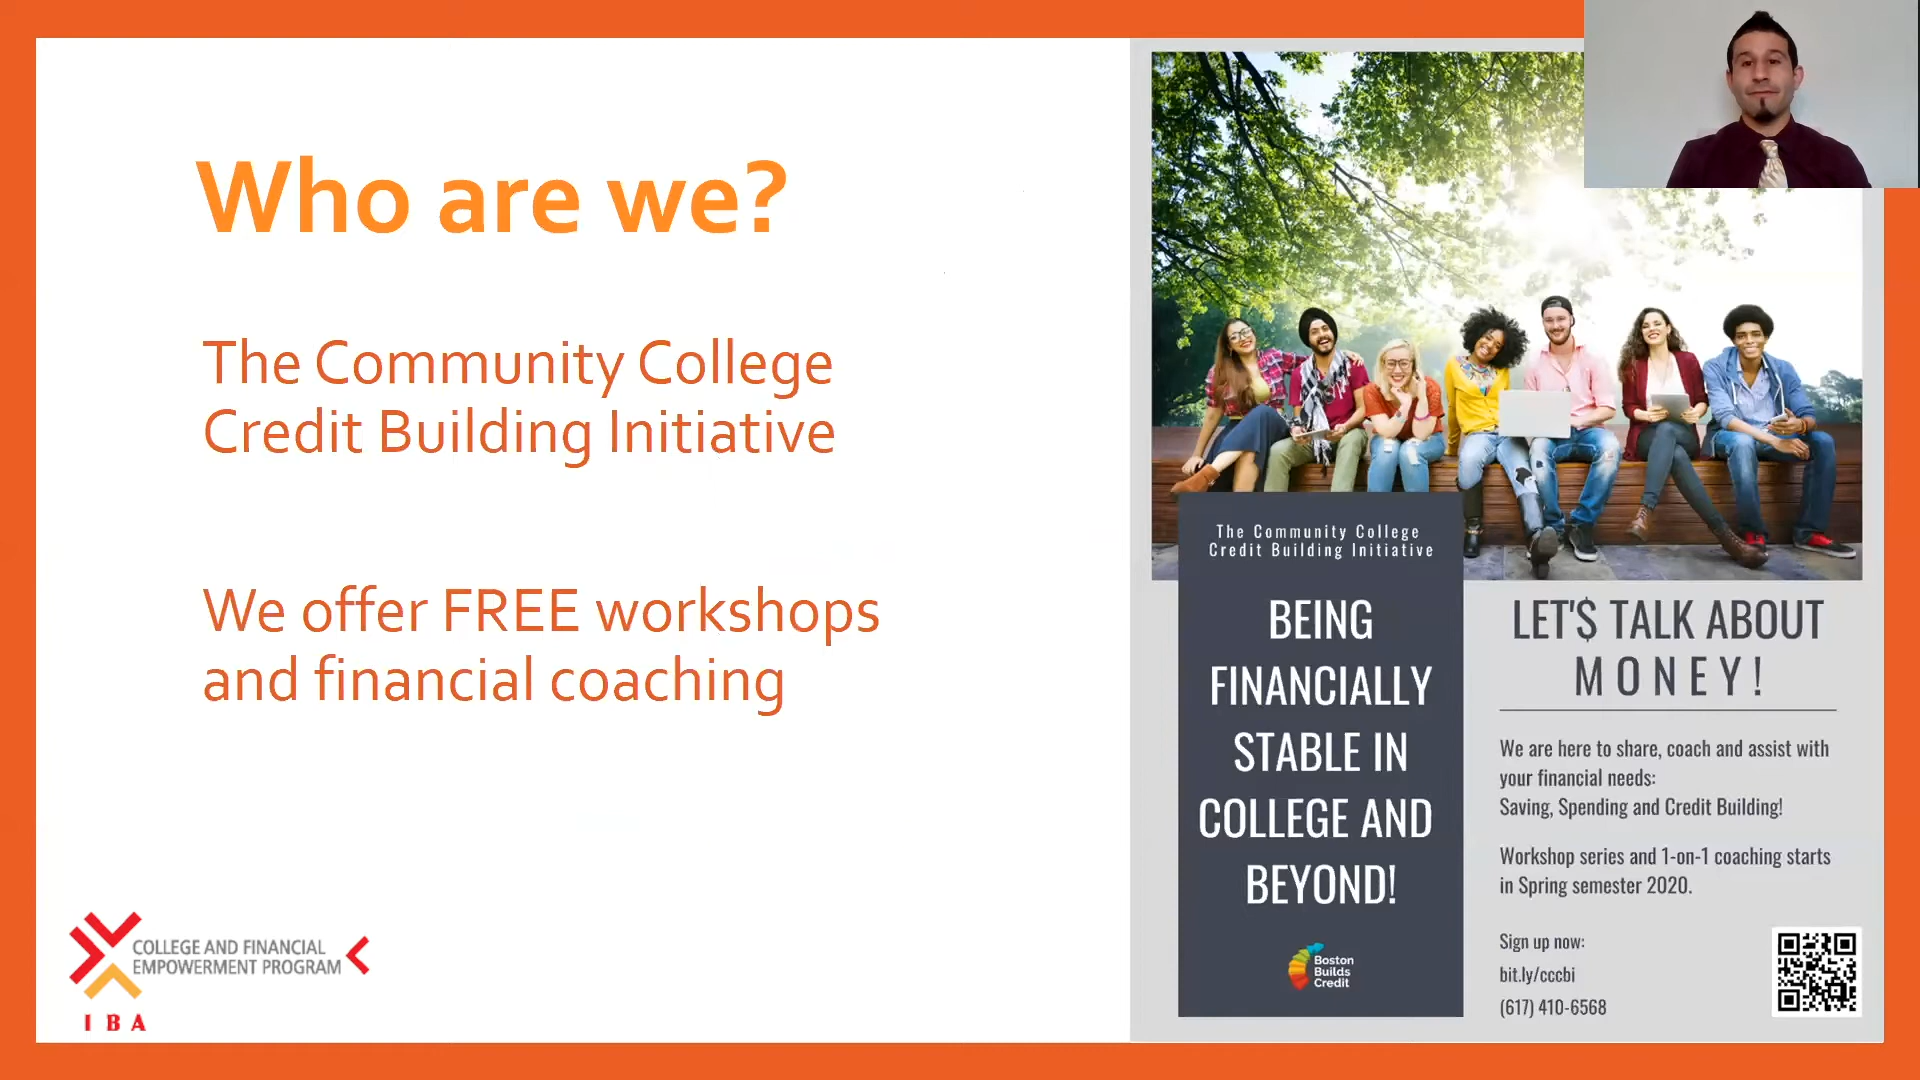 Who are we?
The Community College
Credit Building Initiative
We offer FREE workshops
and financial coaching
COLLEGE AND FINANCIAL
EMPOWERMENT PROGRAM
IBA
The Community College
Credit Building Initiative
BEING
FINANCIALLY
STABLE IN
COLLEGE AND
BEYOND!
Boston
Builds
Credit
LET'$ TALK ABOUT
MONEY!
We are here to share, coach and assist with
your financial needs:
Saving, Spending and Credit Building!
Workshop series and 1-on-1 coaching starts
in Spring semester 2020.
Sign up now:
bit.ly/cccbi
(617) 410-6568